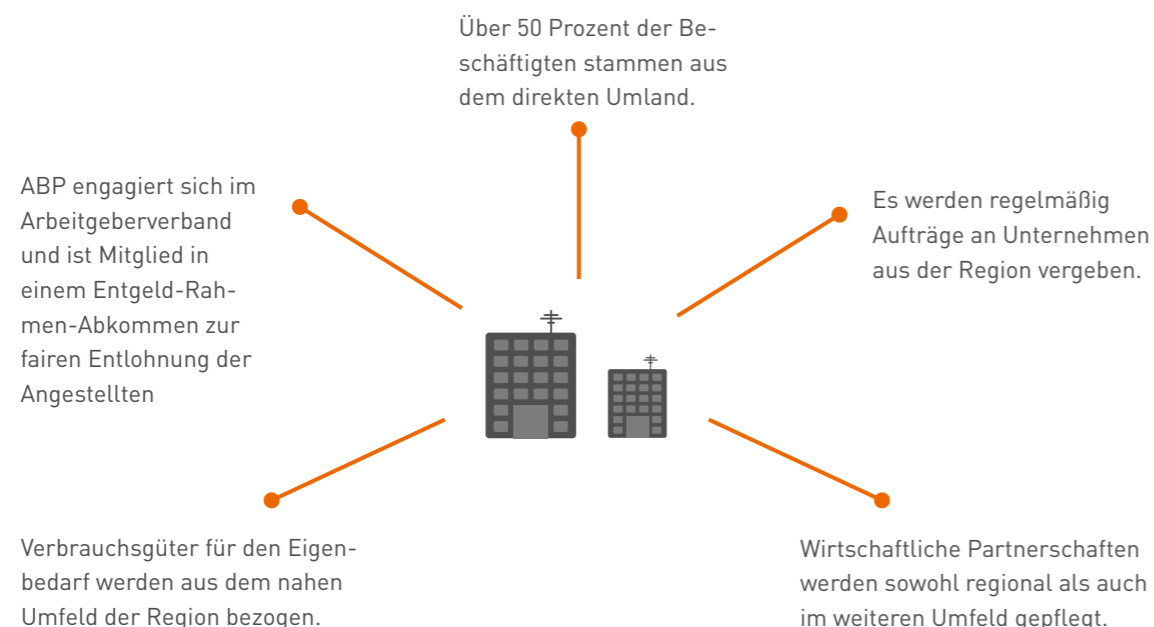 Über 50 Prozent der Be-
schäftigten stammen aus
dem direkten Umland.
ABP engagiert sich im
Arbeitgeberverband
und ist Mitglied in
einem Entgeld-Rah-
men-Abkommen zur
fairen Entlohnung der
Angestellten
Es werden regelmäßig
Aufträge an Unternehmen
aus der Region vergeben.
Verbrauchsgüter für den Eigen-
bedarf werden aus dem nahen
Umfeld der Region bezogen.
Wirtschaftliche Partnerschaften
werden sowohl regional als auch
im weiteren Umfeld gepflegt.